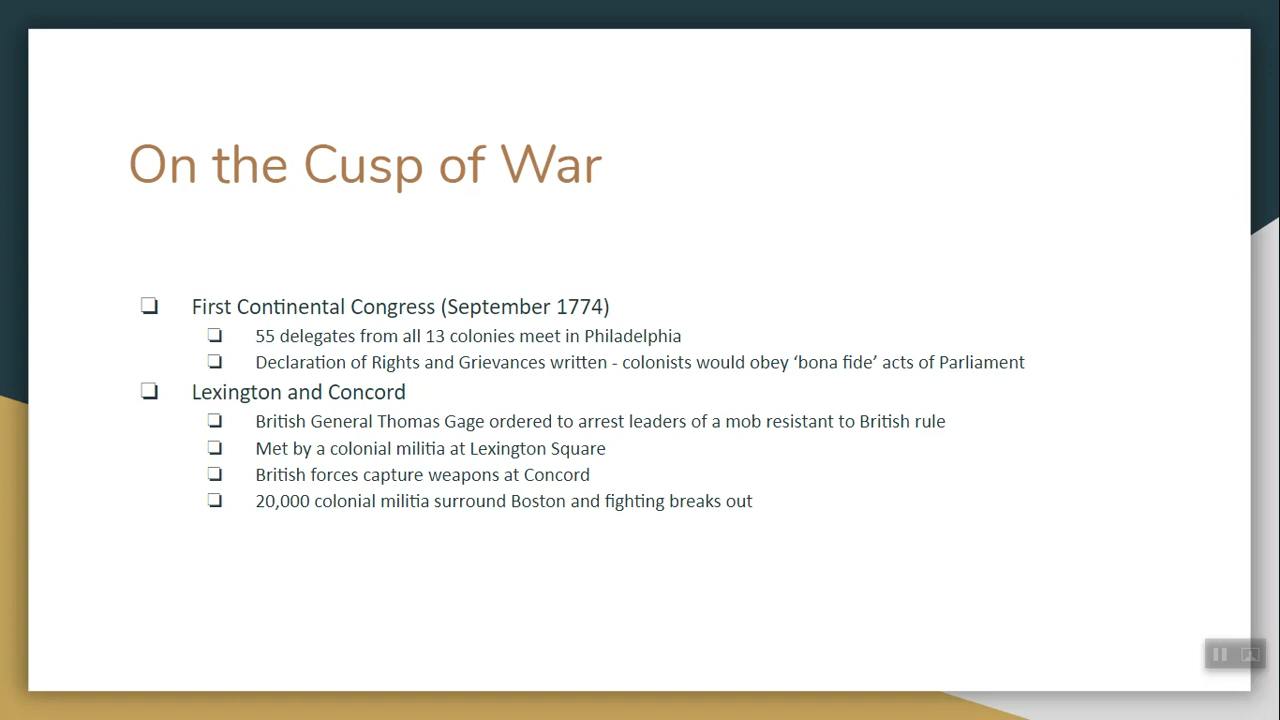 On the Cusp of War
First Continental Congress (September 1774)
55 delegates from all 13 colonies meet in Philadelphia
Declaration of Rights and Grievances written - colonists would obey ‘bona fide’ acts of Parliament
Lexington and Concord
British General Thomas Gage ordered to arrest leaders of a mob resistant to British rule
Met by a colonial militia at Lexington Square
British forces capture weapons at Concord
20,000 colonial militia surround Boston and fighting breaks out